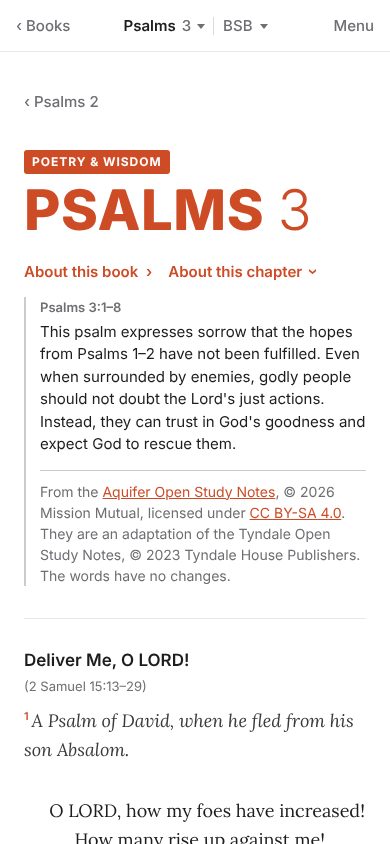 ‹ Books
Psalms 3
BSB
Menu
‹ Psalms 2
POETRY & WISDOM
PSALMS 3
About this book ›
About this chapter
Psalms 3:1–8
This psalm expresses sorrow that the hopes
from Psalms 1–2 have not been fulfilled. Even
when surrounded by enemies, godly people
should not doubt the Lord's just actions.
Instead, they can trust in God's goodness and
expect God to rescue them.
From the Aquifer Open Study Notes, © 2026
Mission Mutual, licensed under CC BY-SA 4.0.
They are an adaptation of the Tyndale Open
Study Notes, © 2023 Tyndale House Publishers.
The words have no changes.
Deliver Me, O LORD!
(2 Samuel 15:13–29)
1 A Psalm of David, when he fled from his
son Absalom.
O LORD, how my foes have increased!
How many rise up against me!